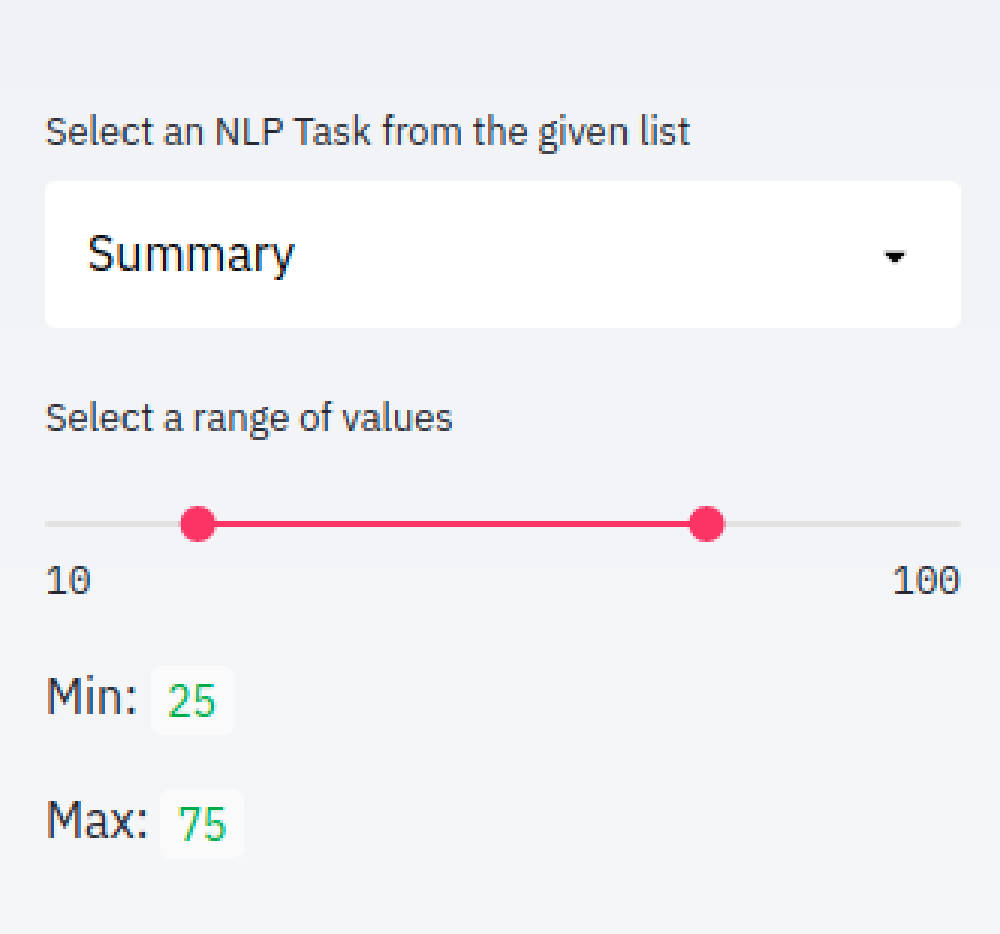 Select an NLP Task from the given list
Summary
Select a range of values
10 100
Min: 25
Max: 75